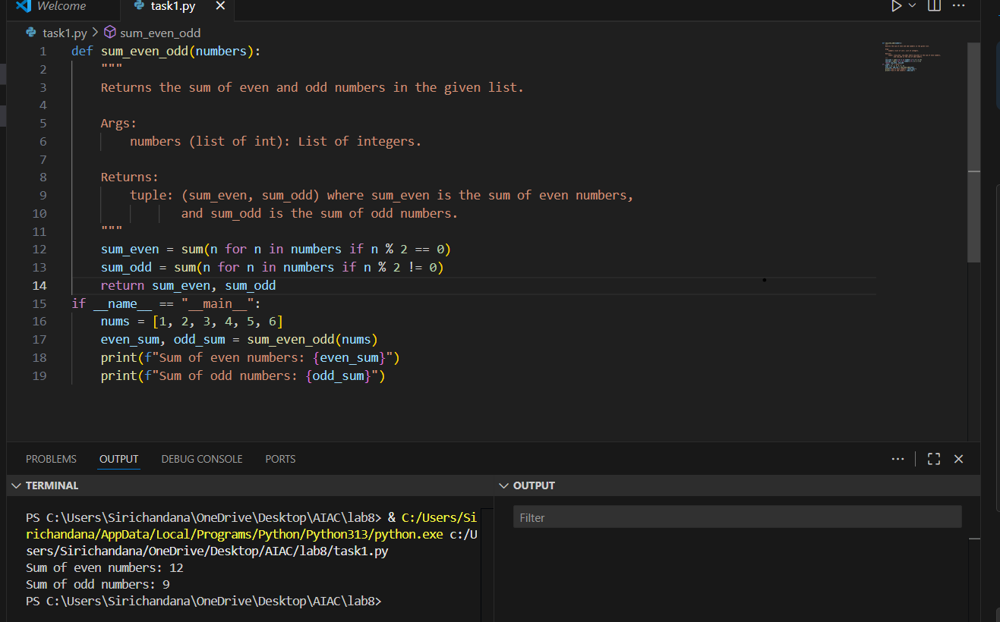 Welcome
task1.py
task1.py > sum_even_odd
1 def sum_even_odd(numbers):
2     """
3     Returns the sum of even and odd numbers in the given list.
4
5     Args:
6         numbers (list of int): List of integers.
7
8     Returns:
9         tuple: (sum_even, sum_odd) where sum_even is the sum of even numbers,
10                and sum_odd is the sum of odd numbers.
11     """
12     sum_even = sum(n for n in numbers if n % 2 == 0)
13     sum_odd = sum(n for n in numbers if n % 2 != 0)
14     return sum_even, sum_odd
15 if __name__ == "__main__":
16     nums = [1, 2, 3, 4, 5, 6]
17     even_sum, odd_sum = sum_even_odd(nums)
18     print(f"Sum of even numbers: {even_sum}")
19     print(f"Sum of odd numbers: {odd_sum}")
PROBLEMS OUTPUT DEBUG CONSOLE PORTS
TERMINAL
PS C:\Users\Sirichandana\OneDrive\Desktop\AIAC\lab8> & C:/Users/Si
richandana/AppData/Local/Programs/Python/Python313/python.exe c:/U
sers/Sirichandana/OneDrive/Desktop/AIAC/lab8/task1.py
Sum of even numbers: 12
Sum of odd numbers: 9
PS C:\Users\Sirichandana\OneDrive\Desktop\AIAC\lab8>
OUTPUT
Filter